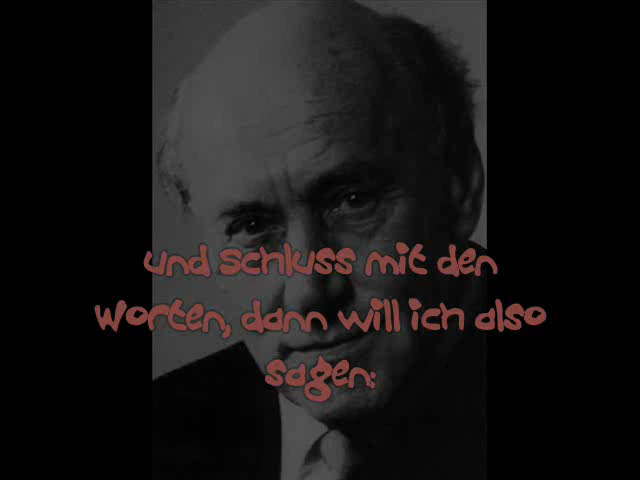 und schluss mit den
Worten, dann will ich also
sagen: